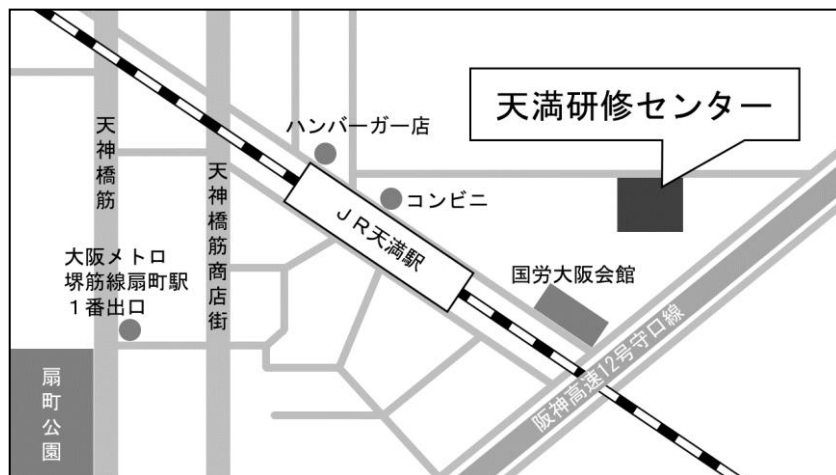 天満研修センター
ハンバーガー店
コンビニ
ＪＲ天満駅
天神橋筋
天神橋筋商店街
大阪メトロ
堺筋線扇町駅
１番出口
国労大阪会館
阪神高速12号守口線
扇町公園